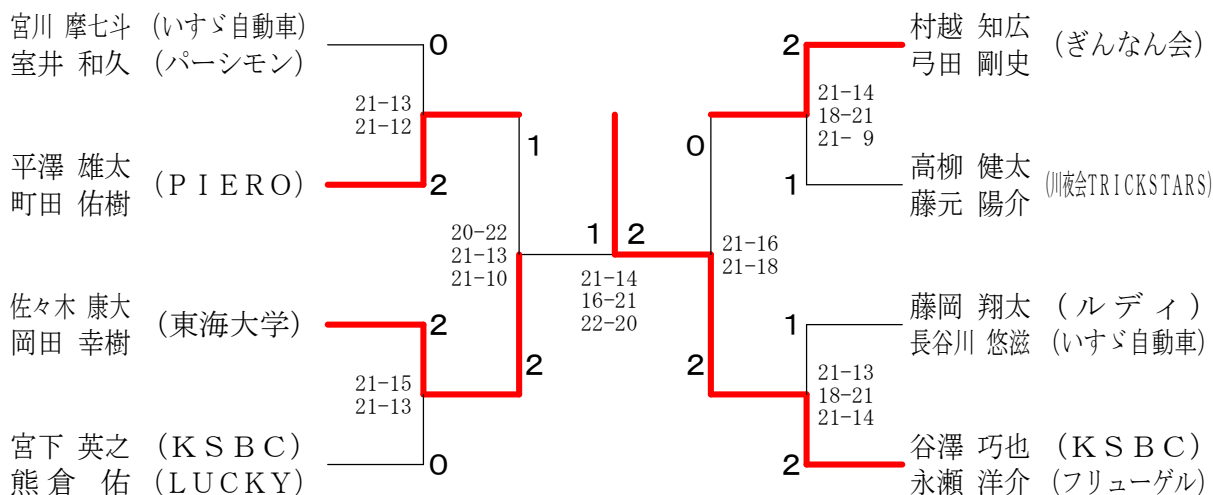 宮川 摩七斗 (いすゞ自動車)
室井 和久 (パーシモン)
0
21-13
21-12
平澤 雄太
町田 佑樹
(ＰＩＥＲＯ)
2
1
20-22
21-13
21-10
佐々木 康大
岡田 幸樹
(東海大学)
2
21-15
21-13
2
宮下 英之 (ＫＳＢＣ)
熊倉 佑 (LUCKY)
0
1
2
21-14
16-21
22-20
村越 知広
弓田 剛史
(ぎんなん会)
2
21-14
18-21
21- 9
0
高柳 健太
藤元 陽介
(川夜会TRICKSTARS)
1
21-16
21-18
藤岡 翔太 (ルディ)
長谷川 悠滋 (いすゞ自動車)
1
21-13
18-21
21-14
2
谷澤 巧也 (ＫＳＢＣ)
永瀬 洋介 (フリューゲル)
2